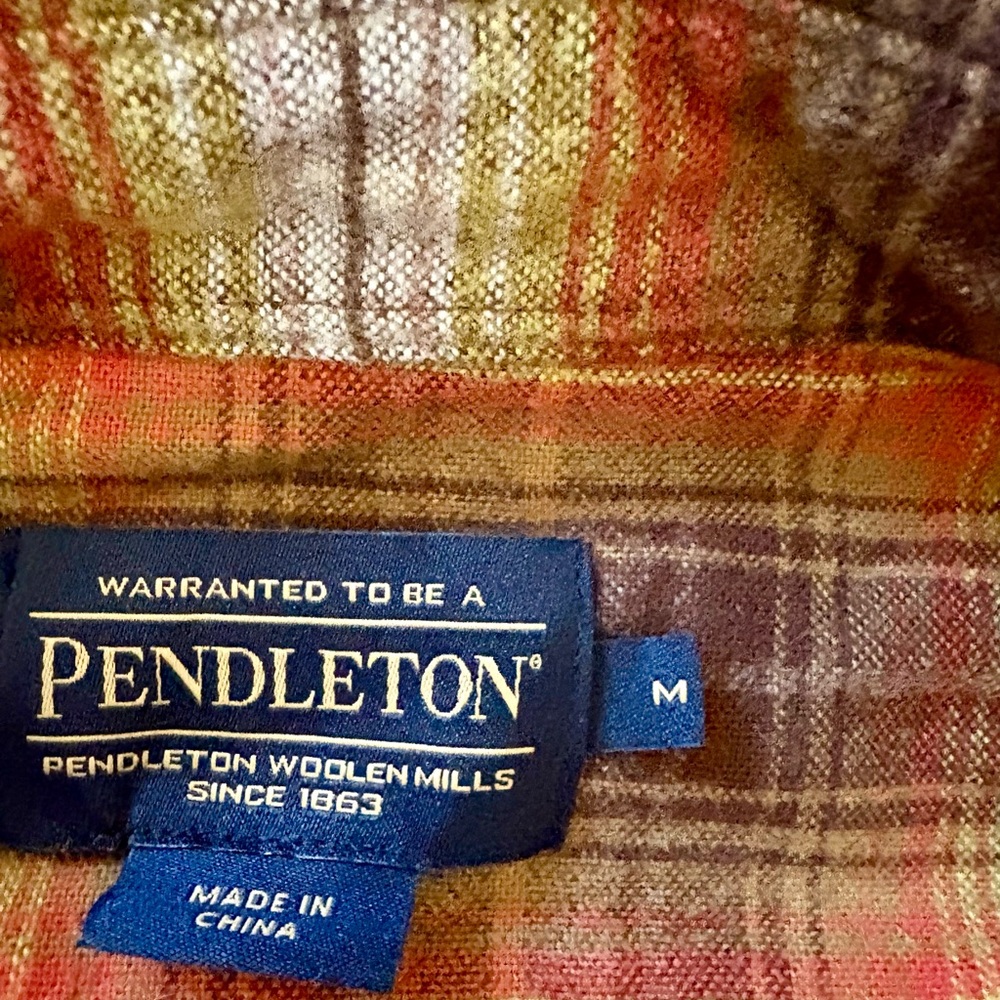 WARRANTED TO BE A
PENDLETON®
M
PENDLETON WOOLEN MILLS
SINCE 1863
MADE IN
CHINA